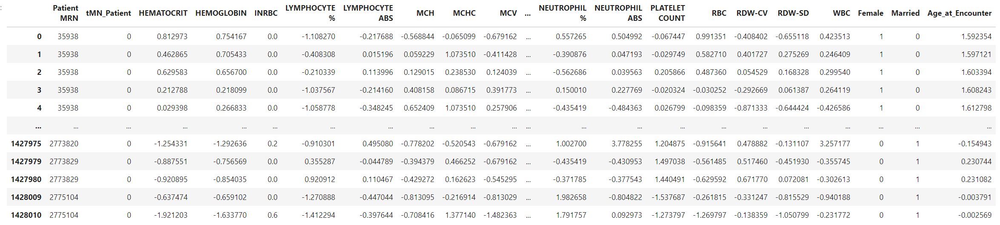 :
Patient MRN tMN_Patient HEMATOCRIT HEMOGLOBIN INRBC LYMPHOCYTE % LYMPHOCYTE ABS MCH MCHC MCV ... NEUTROPHIL % NEUTROPHIL ABS PLATELET COUNT RBC RDW-CV RDW-SD WBC Female Married Age_at_Encounter
0 35938 0 0.812973 0.754167 0.0 -1.108270 -0.217688 -0.568844 -0.065099 -0.679162 ... 0.557265 0.504992 -0.067447 0.991351 -0.408402 -0.655118 0.423513 1 0 1.592354
1 35938 0 0.462865 0.705433 0.0 -0.408308 0.015196 0.059229 1.073510 -0.411428 ... -0.390876 0.047193 -0.029749 0.582710 0.401727 0.275269 0.246409 1 0 1.597121
2 35938 0 0.629583 0.656700 0.0 -0.210339 0.113996 0.129015 0.238530 0.124039 ... -0.562686 0.039563 0.205866 0.487360 0.054529 0.168328 0.299540 1 0 1.603394
3 35938 0 0.212788 0.218099 0.0 -1.037567 -0.214160 0.408158 0.086715 0.391773 ... 0.150010 0.227769 -0.020324 -0.030252 -0.292669 0.061387 0.264119 1 0 1.608243
4 35938 0 0.029398 0.266833 0.0 -1.058778 -0.348245 0.652409 1.073510 0.257906 ... -0.435419 -0.484363 0.026799 -0.098359 -0.871333 -0.644424 -0.426586 1 0 1.612798
... ... ... ... ... ... ... ... ... ... ... ... ... ... ... ... ... ... ... ... ... ...
1427975 2773820 0 -1.254331 -1.292636 0.2 -0.910301 0.495080 -0.778202 -0.520543 -0.679162 ... 1.002700 3.778255 1.204875 -0.915641 0.478882 -0.131107 3.257177 0 1 -0.154943
1427979 2773829 0 -0.887551 -0.756569 0.0 0.355287 -0.044789 -0.394379 0.466252 -0.679162 ... -0.435419 -0.430953 1.497038 -0.561485 0.517460 -0.451930 -0.355745 0 1 0.230744
1427980 2773829 0 -0.920895 -0.854035 0.0 0.920912 0.110467 -0.429272 0.162623 -0.545295 ... -0.371785 -0.377543 1.440491 -0.629592 0.671770 0.072081 -0.302613 0 1 0.231082
1428009 2775104 0 -0.637474 -0.659102 0.0 -1.270888 -0.447044 -0.813095 -0.216914 -0.813029 ... 1.982658 -0.804822 -1.537687 -0.261815 -0.331247 -0.815529 -0.940188 0 1 -0.003791
1428010 2775104 0 -1.921203 -1.633770 0.6 -1.412294 -0.397644 -0.708416 1.377140 -1.482363 ... 1.791757 0.092973 -1.273797 -1.269797 -0.138359 -1.050799 -0.231772 0 1 -0.002569